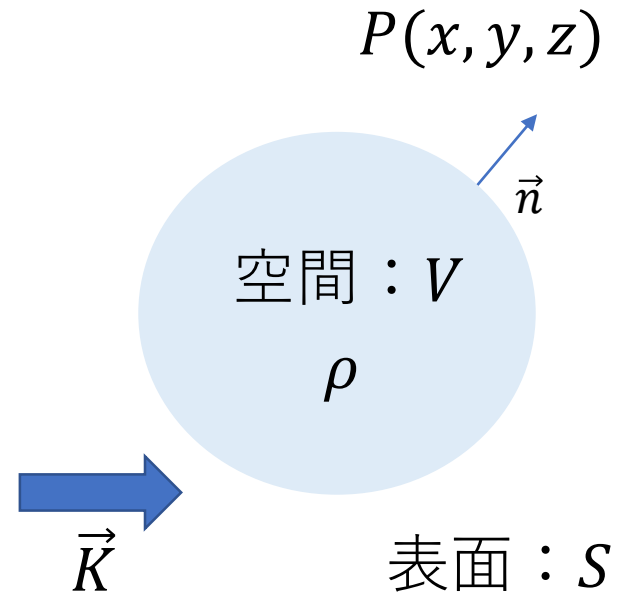 P(x, y, z)
n⃗
空間：V
ρ
K⃗
表面：S